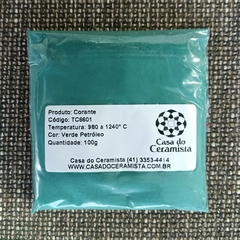 Produto: Corante
Código: TC6601
Temperatura: 980 a 1240° C
Cor: Verde Petróleo
Quantidade: 100g
Casa do
Ceramista
Casa do Ceramista (41) 3353-4414
WWW.CASADOCERAMISTA.COM.BR